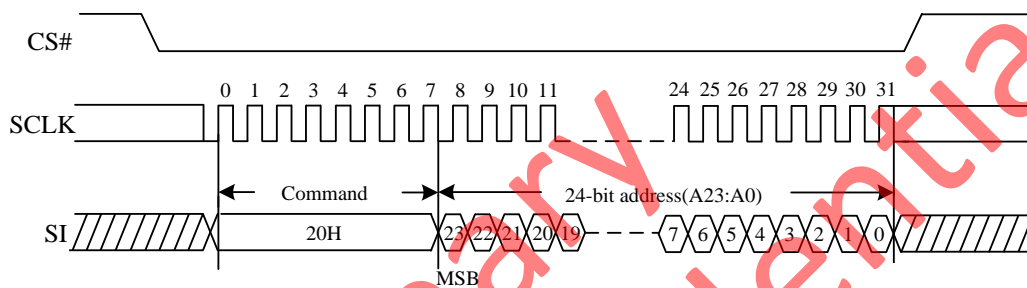 CS#
0 1 2 3 4 5 6 7 8 9 10 11 24 25 26 27 28 29 30 31
SCLK
Command 24-bit address(A23:A0)
SI 20H 23 22 21 20 19 7 6 5 4 3 2 1 0
MSB